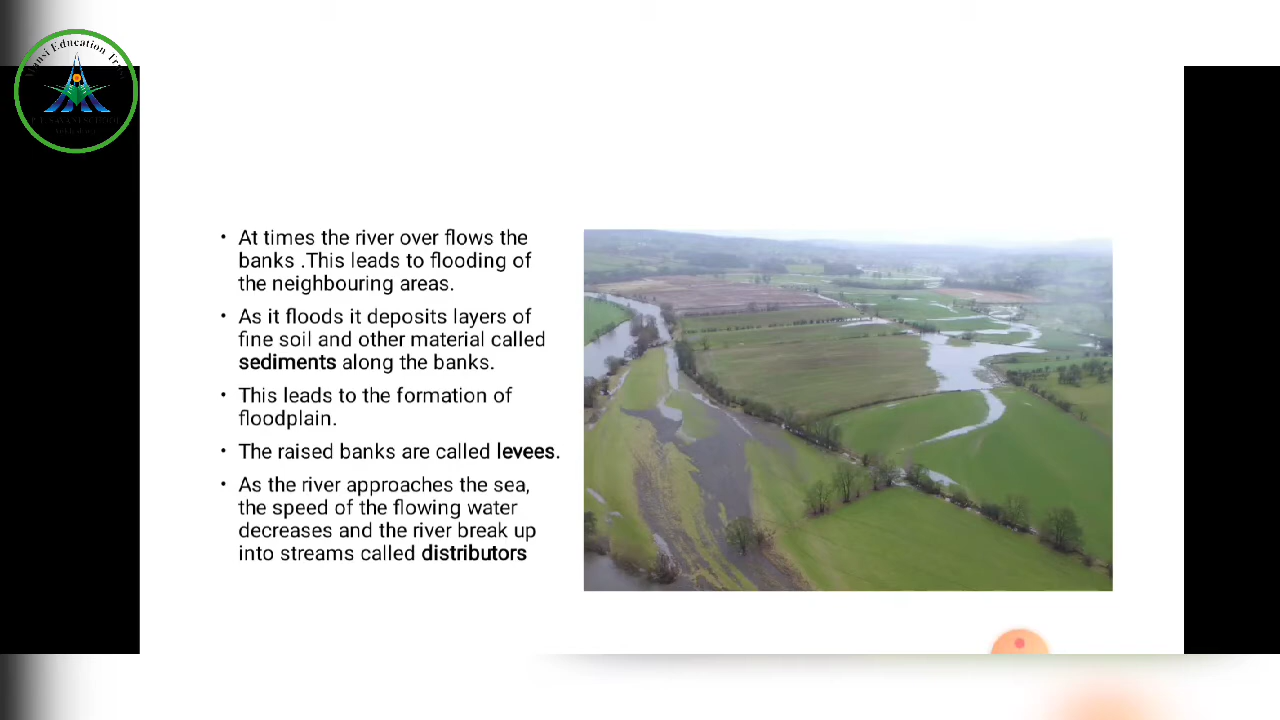 Education
• At times the river over flows the
banks .This leads to flooding of
the neighbouring areas.
• As it floods it deposits layers of
fine soil and other material called
sediments along the banks.
• This leads to the formation of
floodplain.
• The raised banks are called levees.
• As the river approaches the sea,
the speed of the flowing water
decreases and the river break up
into streams called distributors